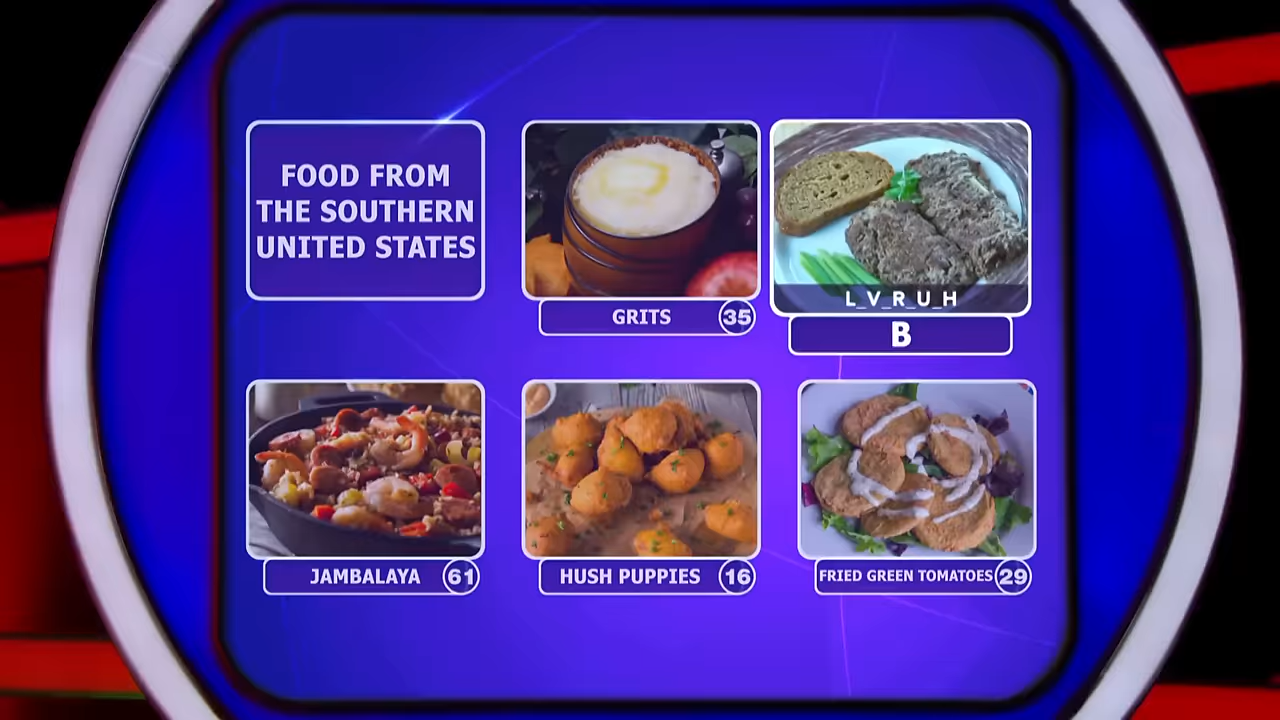 FOOD FROM
THE SOUTHERN
UNITED STATES
GRITS 35
L_V_R_U_H
B
JAMBALAYA 61
HUSH PUPPIES 16
FRIED GREEN TOMATOES 29